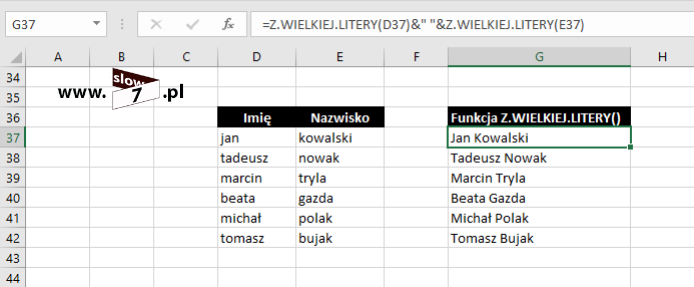 G37 fx =Z.WIELKIEJ.LITERY(D37)&" "&Z.WIELKIEJ.LITERY(E37)
A B C D E F G H
34
35 www.slow7.pl
36 Imię Nazwisko Funkcja Z.WIELKIEJ.LITERY()
37 jan kowalski Jan Kowalski
38 tadeusz nowak Tadeusz Nowak
39 marcin tryla Marcin Tryla
40 beata gazda Beata Gazda
41 michał polak Michał Polak
42 tomasz bujak Tomasz Bujak
43
44